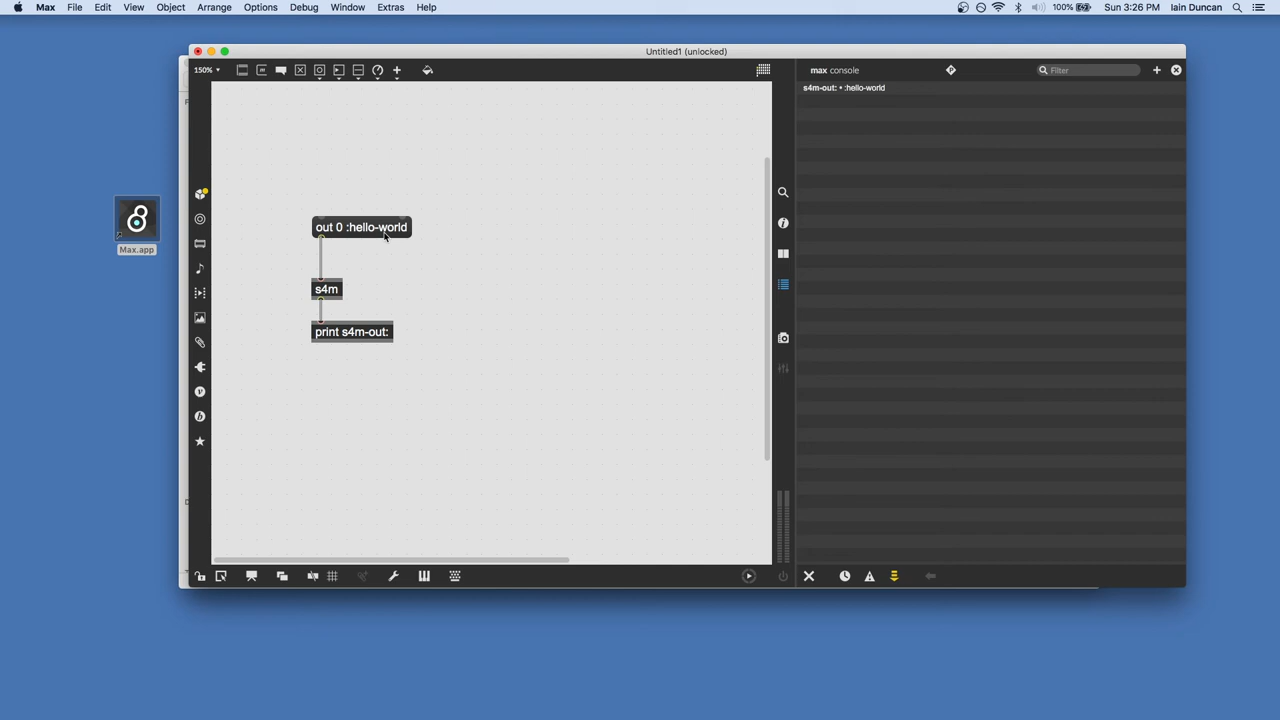 Max File Edit View Object Arrange Options Debug Window Extras Help 100% Sun 3:26 PM Iain Duncan
Untitled1 (unlocked)
150%
max console
Filter
s4m-out: • :hello-world
out 0 :hello-world
s4m
print s4m-out:
Max.app